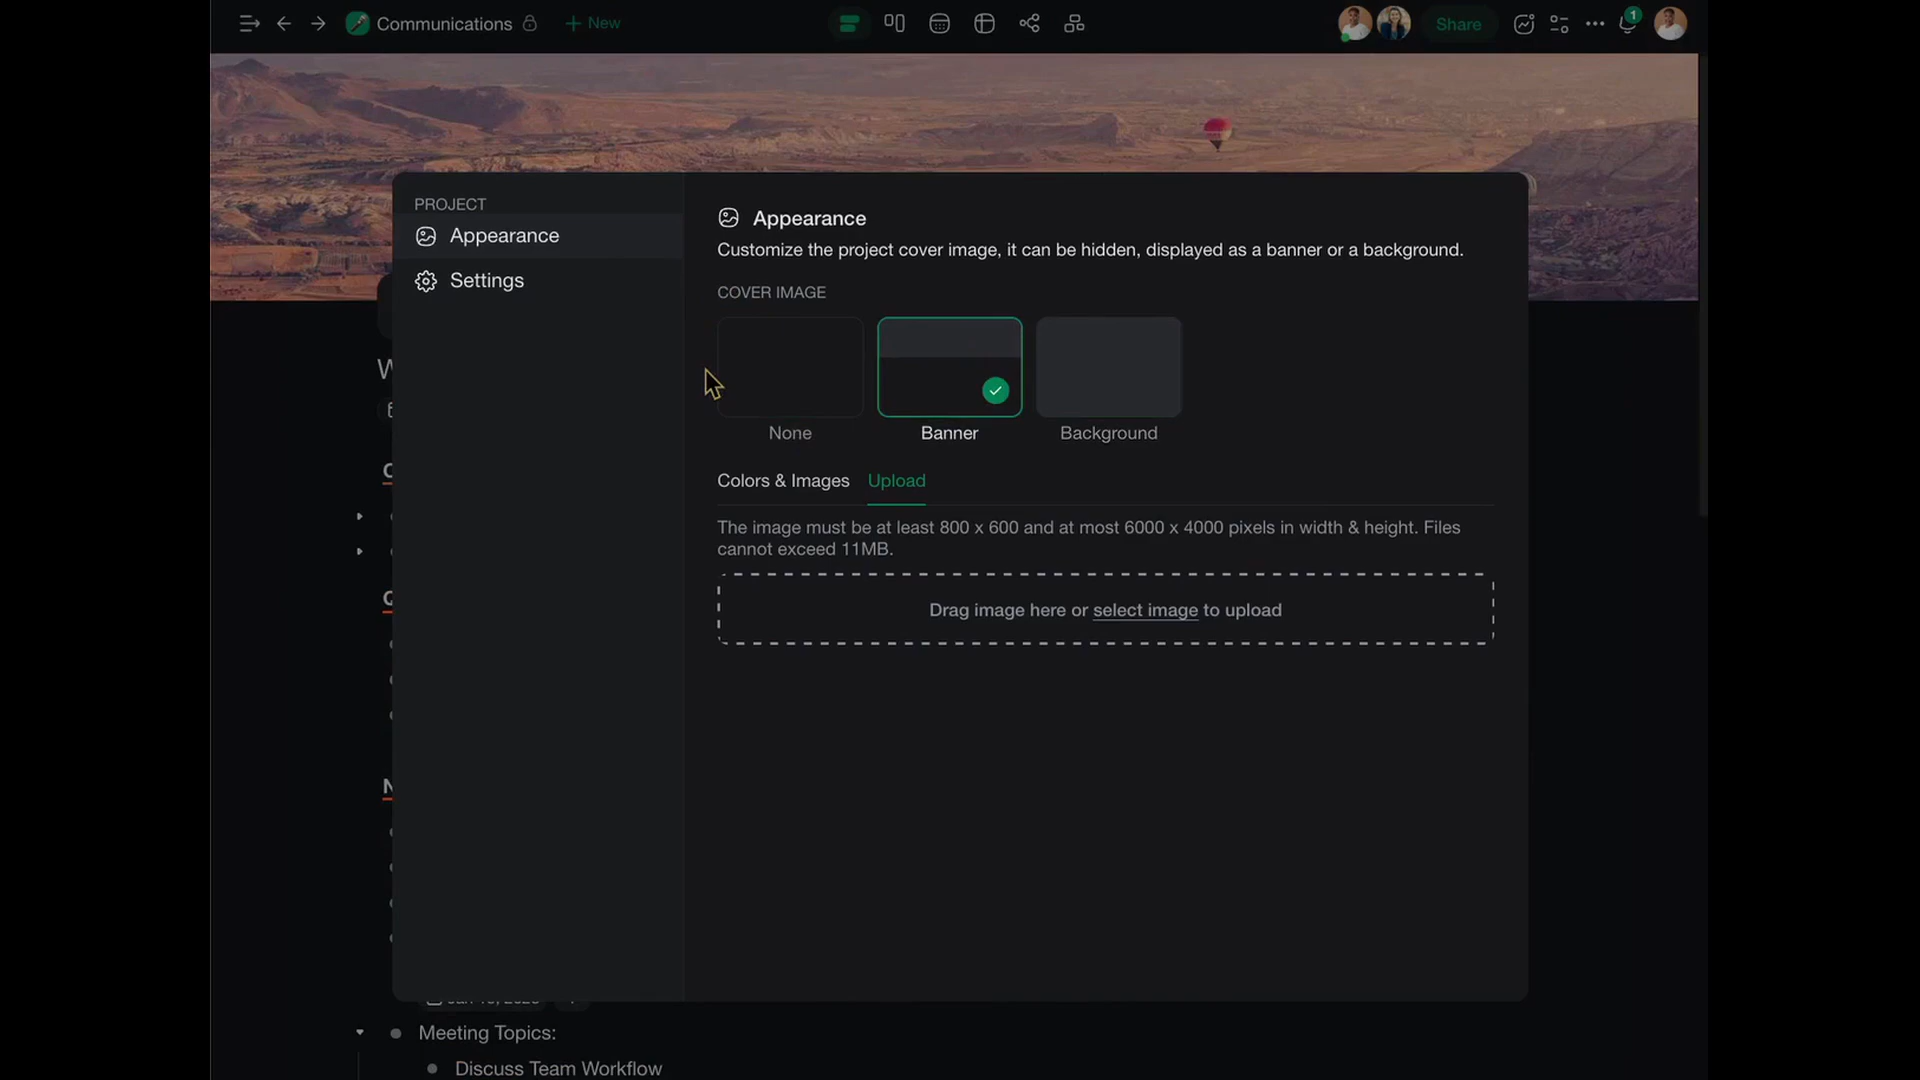 Communications
New
Share
1
PROJECT
Appearance
Settings
Appearance
Customize the project cover image, it can be hidden, displayed as a banner or a background.
COVER IMAGE
None
Banner
Background
Colors & Images
Upload
The image must be at least 800 x 600 and at most 6000 x 4000 pixels in width & height. Files
cannot exceed 11MB.
Drag image here or select image to upload
W
Q
N
Meeting Topics:
Discuss Team Workflow